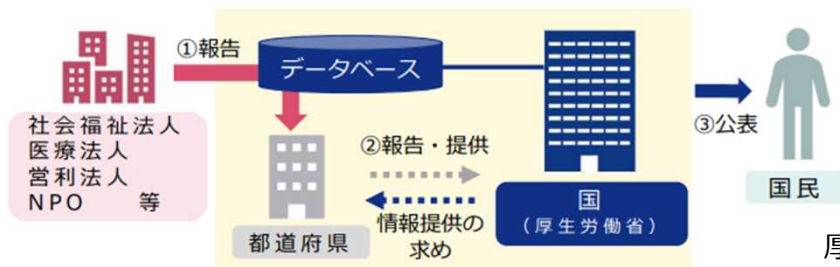 ①報告
データベース
社会福祉法人
医療法人
営利法人
NPO 等
②報告・提供
情報提供の
求め
都道府県
国
（厚生労働省）
③公表
国民
厚